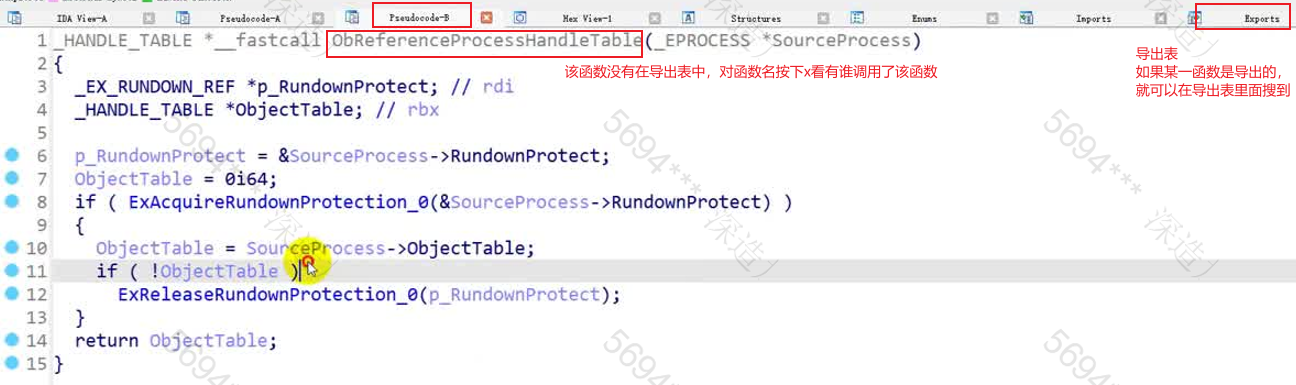 IDA View-A
Pseudocode-A
Pseudocode-B
Hex View-1
Structures
Enums
Imports
Exports
1 _HANDLE_TABLE *__fastcall ObReferenceProcessHandleTable(_EPROCESS *SourceProcess)
2 {
3 _EX_RUNDOWN_REF *p_RundownProtect; // rdi
4 _HANDLE_TABLE *ObjectTable; // rbx
5
6 p_RundownProtect = &SourceProcess->RundownProtect;
7 ObjectTable = 0i64;
8 if ( ExAcquireRundownProtection_0(&SourceProcess->RundownProtect) )
9 {
10 ObjectTable = SourceProcess->ObjectTable;
11 if ( !ObjectTable )
12 ExReleaseRundownProtection_0(p_RundownProtect);
13 }
14 return ObjectTable;
15 }
该函数没有在导出表中，对函数名按下x看有谁调用了该函数
导出表
如果某一函数是导出的，
就可以在导出表里面搜到
5694***
深造
5694***
深造
5694***
5694***